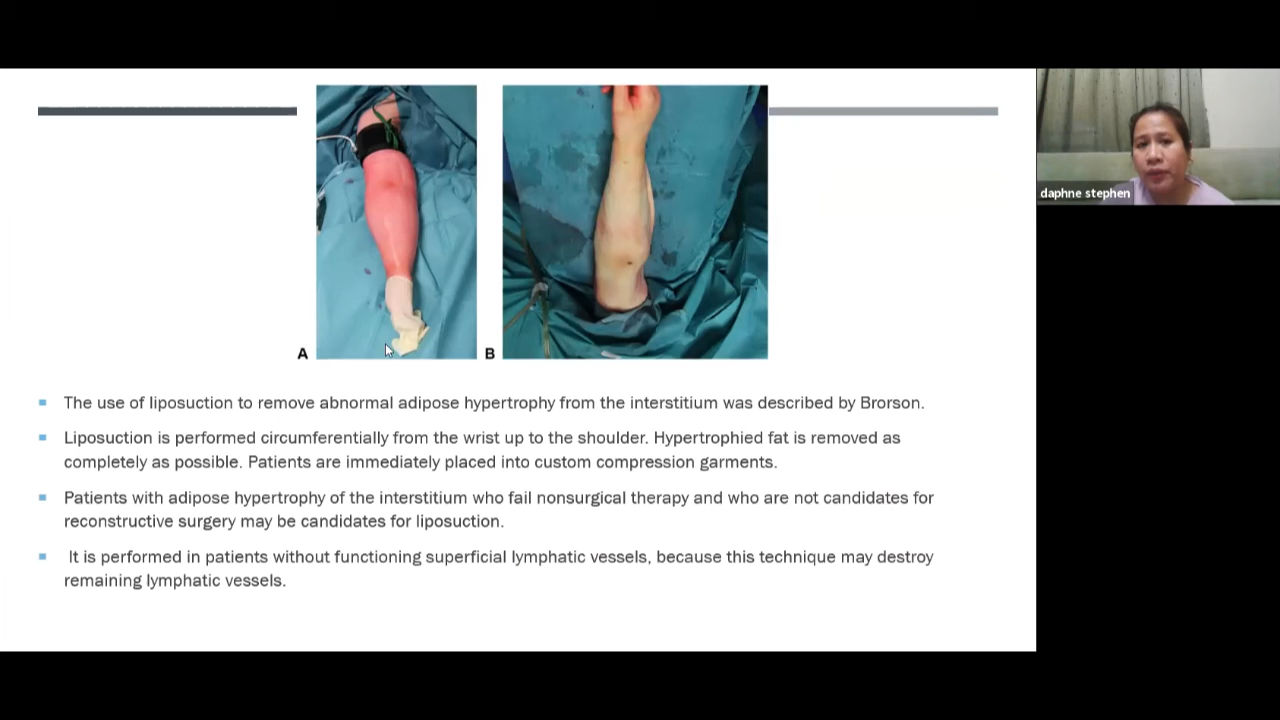 daphne stephen
A
B
The use of liposuction to remove abnormal adipose hypertrophy from the interstitium was described by Brorson.
Liposuction is performed circumferentially from the wrist up to the shoulder. Hypertrophied fat is removed as
completely as possible. Patients are immediately placed into custom compression garments.
Patients with adipose hypertrophy of the interstitium who fail nonsurgical therapy and who are not candidates for
reconstructive surgery may be candidates for liposuction.
It is performed in patients without functioning superficial lymphatic vessels, because this technique may destroy
remaining lymphatic vessels.